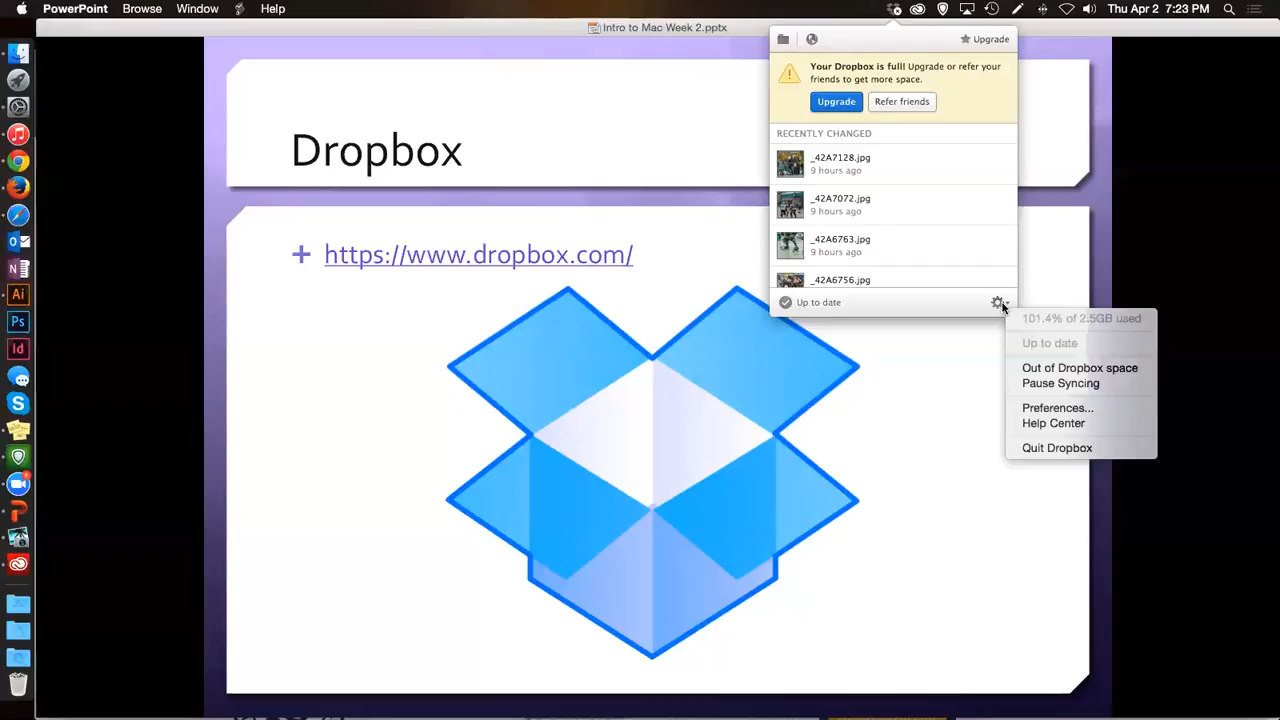 PowerPoint Browse Window Help Thu Apr 2 7:23 PM
Intro to Mac Week 2.pptx
Upgrade
Your Dropbox is full! Upgrade or refer your
friends to get more space.
Upgrade Refer friends
RECENTLY CHANGED
_42A7128.jpg
9 hours ago
_42A7072.jpg
9 hours ago
_42A6763.jpg
9 hours ago
_42A6756.jpg
Up to date
101.4% of 2.5GB used
Up to date
Out of Dropbox space
Pause Syncing
Preferences...
Help Center
Quit Dropbox
Dropbox
https://www.dropbox.com/
Ai
Ps
Id